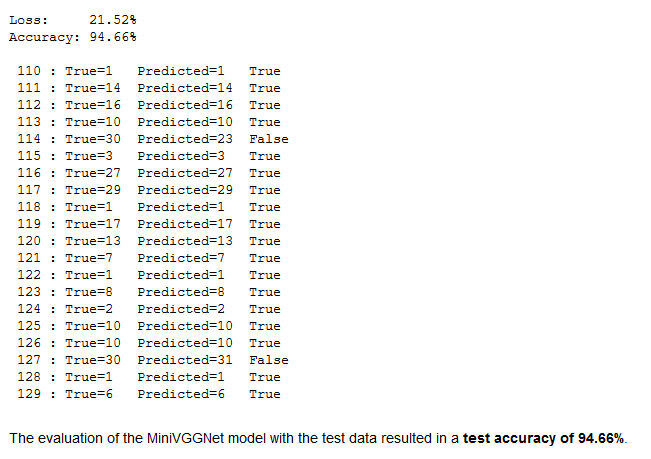 Loss:     21.52%
Accuracy: 94.66%
110 : True=1   Predicted=1   True
111 : True=14  Predicted=14  True
112 : True=16  Predicted=16  True
113 : True=10  Predicted=10  True
114 : True=30  Predicted=23  False
115 : True=3   Predicted=3   True
116 : True=27  Predicted=27  True
117 : True=29  Predicted=29  True
118 : True=1   Predicted=1   True
119 : True=17  Predicted=17  True
120 : True=13  Predicted=13  True
121 : True=7   Predicted=7   True
122 : True=1   Predicted=1   True
123 : True=8   Predicted=8   True
124 : True=2   Predicted=2   True
125 : True=10  Predicted=10  True
126 : True=10  Predicted=10  True
127 : True=30  Predicted=31  False
128 : True=1   Predicted=1   True
129 : True=6   Predicted=6   True
The evaluation of the MiniVGGNet model with the test data resulted in a test accuracy of 94.66%.